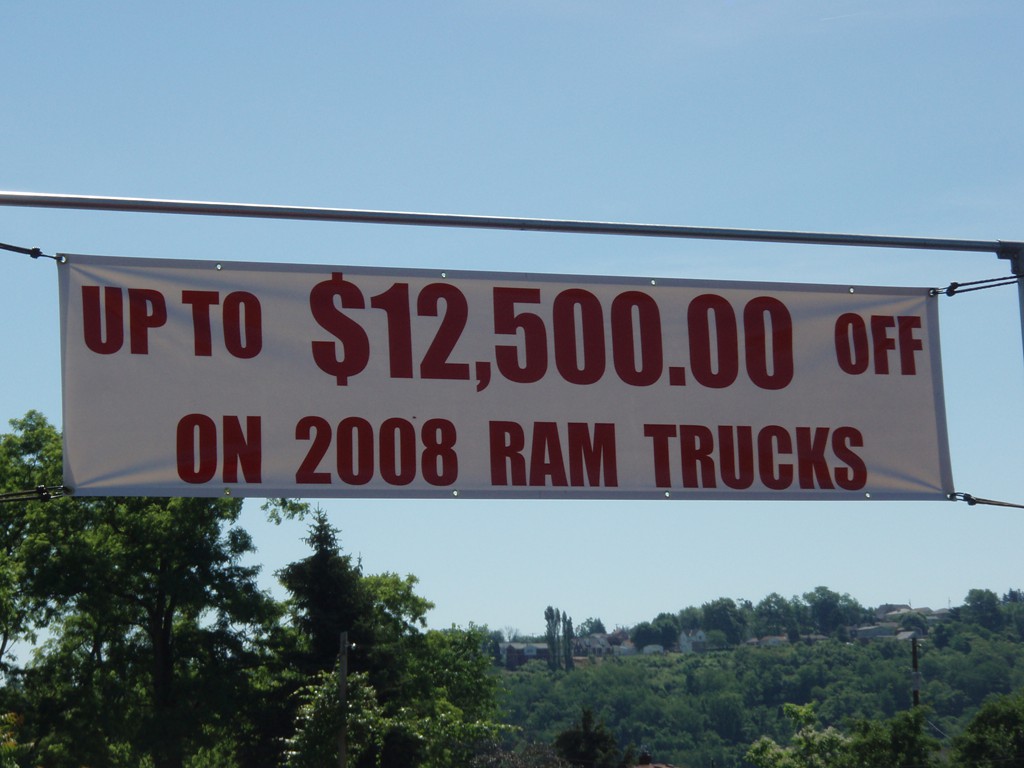 UP TO $12,500.00 OFF
ON 2008 RAM TRUCKS